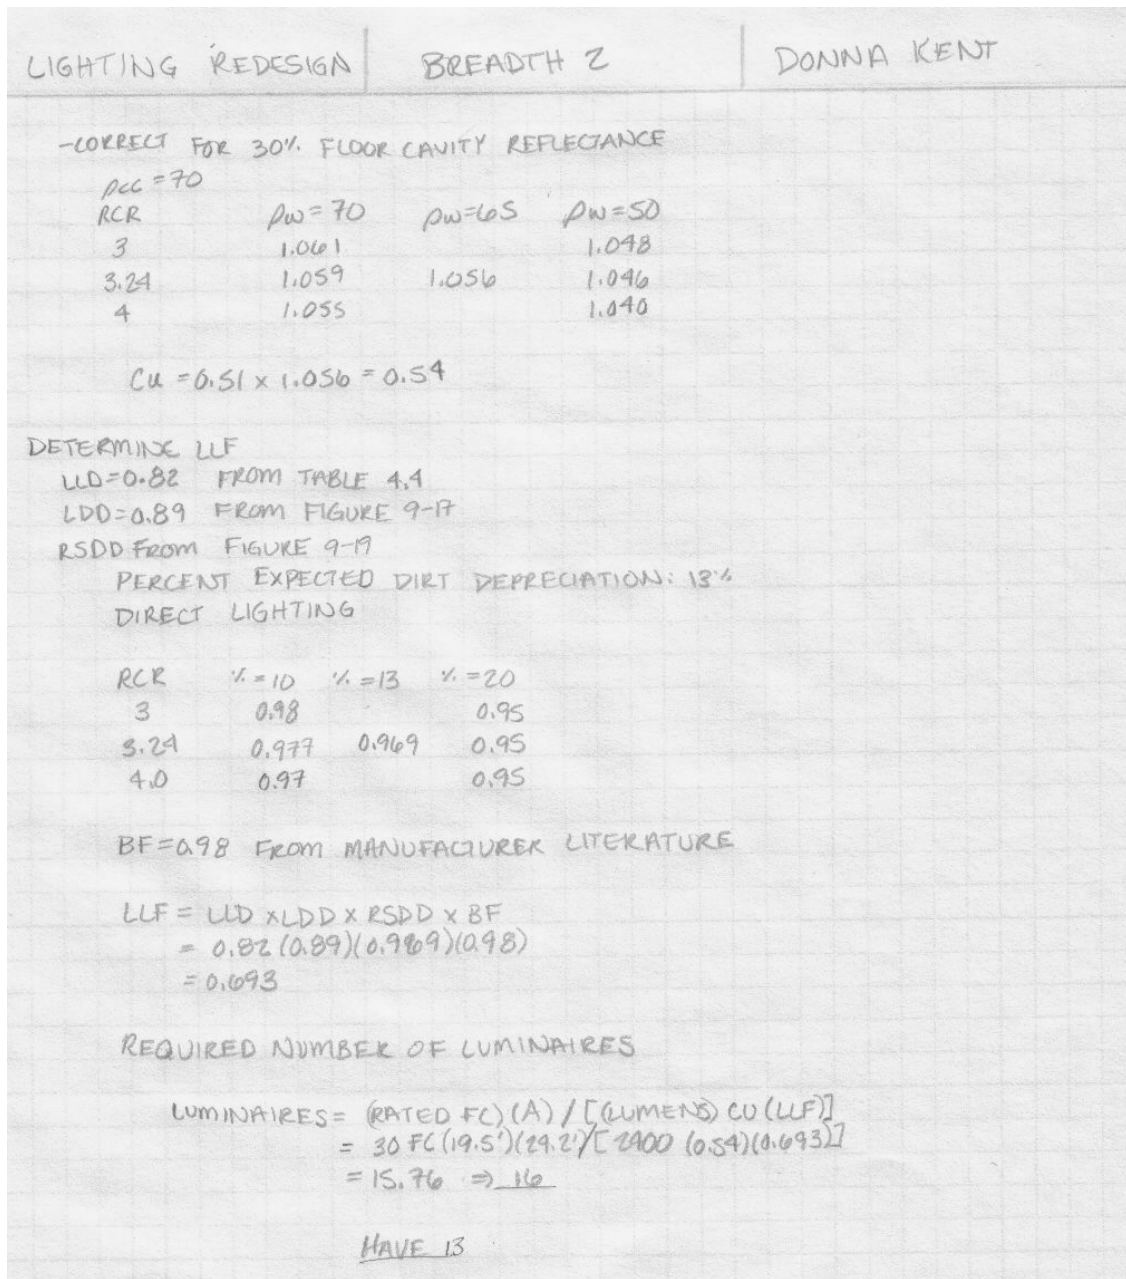 LIGHTING REDESIGN BREADTH 2 DONNA KENT
-CORRECT FOR 30% FLOOR CAVITY REFLECTANCE
ρcc = 70
RCR ρw = 70 ρw=65 ρw=50
3 1.061 1.048
3.24 1.059 1.056 1.046
4 1.055 1.040
CU = 0.51 x 1.056 = 0.54
DETERMINE LLF
LLD=0.82 FROM TABLE 4.4
LDD=0.89 FROM FIGURE 9-17
RSDD FROM FIGURE 9-19
PERCENT EXPECTED DIRT DEPRECIATION: 13%
DIRECT LIGHTING
RCR % = 10 % = 13 % = 20
3 0.98 0.95
3.24 0.977 0.969 0.95
4.0 0.97 0.95
BF=0.98 FROM MANUFACTURER LITERATURE
LLF = LLD x LDD x RSDD x BF
= 0.82 (0.89)(0.969)(0.98)
= 0.693
REQUIRED NUMBER OF LUMINAIRES
LUMINAIRES = (RATED FC)(A) / [(LUMENS) CU (LLF)]
= 30 FC (19.5')(24.2')/[2400 (0.54)(0.693)]
= 15.76 ⇒ 16
HAVE 13